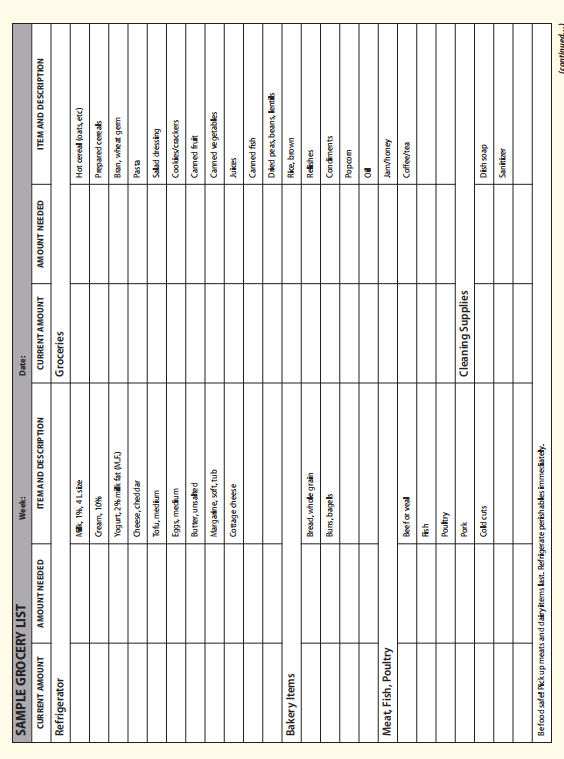 SAMPLE GROCERY LIST Week: Date:
CURRENT AMOUNT AMOUNT NEEDED ITEM AND DESCRIPTION CURRENT AMOUNT AMOUNT NEEDED ITEM AND DESCRIPTION
Refrigerator Groceries
Milk, 1%, 4 L size Hot cereal (oats, etc)
Cream, 10% Prepared cereals
Yogurt, 2% milk fat (M.F.) Bran, wheat germ
Cheese, cheddar Pasta
Tofu, medium Salad dressing
Eggs, medium Cookies/crackers
Butter, unsalted Canned fruit
Margarine, soft, tub Canned vegetables
Cottage cheese Juices
Canned fish
Dried peas, beans, lentils
Bakery Items Rice, brown
Bread, whole grain Relishes
Buns, bagels Condiments
Popcorn
Oil
Meat, Fish, Poultry Jam/honey
Beef or veal Coffee/tea
Fish
Poultry
Pork Cleaning Supplies
Cold cuts Dish soap
Sanitizer
Be food safe! Pick up meats and dairy items last. Refrigerate perishables immediately.
(continued...)